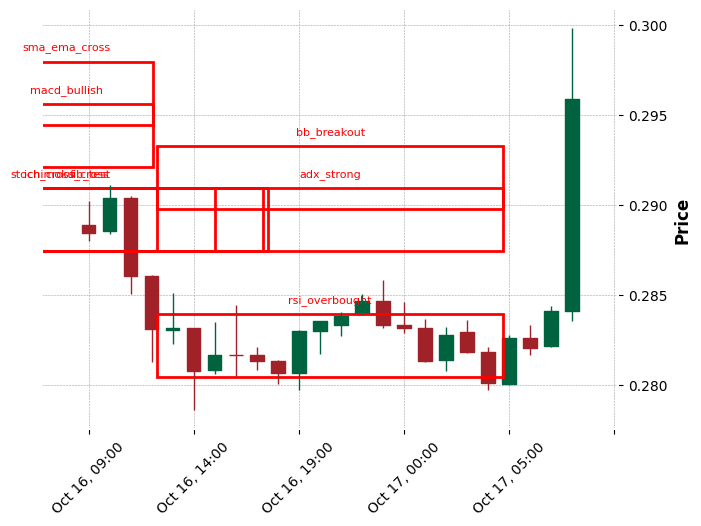 sma_ema_cross
macd_bullish
bb_breakout
adx_strong
rsi_overbought
0.300
0.295
0.290
0.285
0.280
Price
Oct 16, 09:00
Oct 16, 14:00
Oct 16, 19:00
Oct 17, 00:00
Oct 17, 05:00